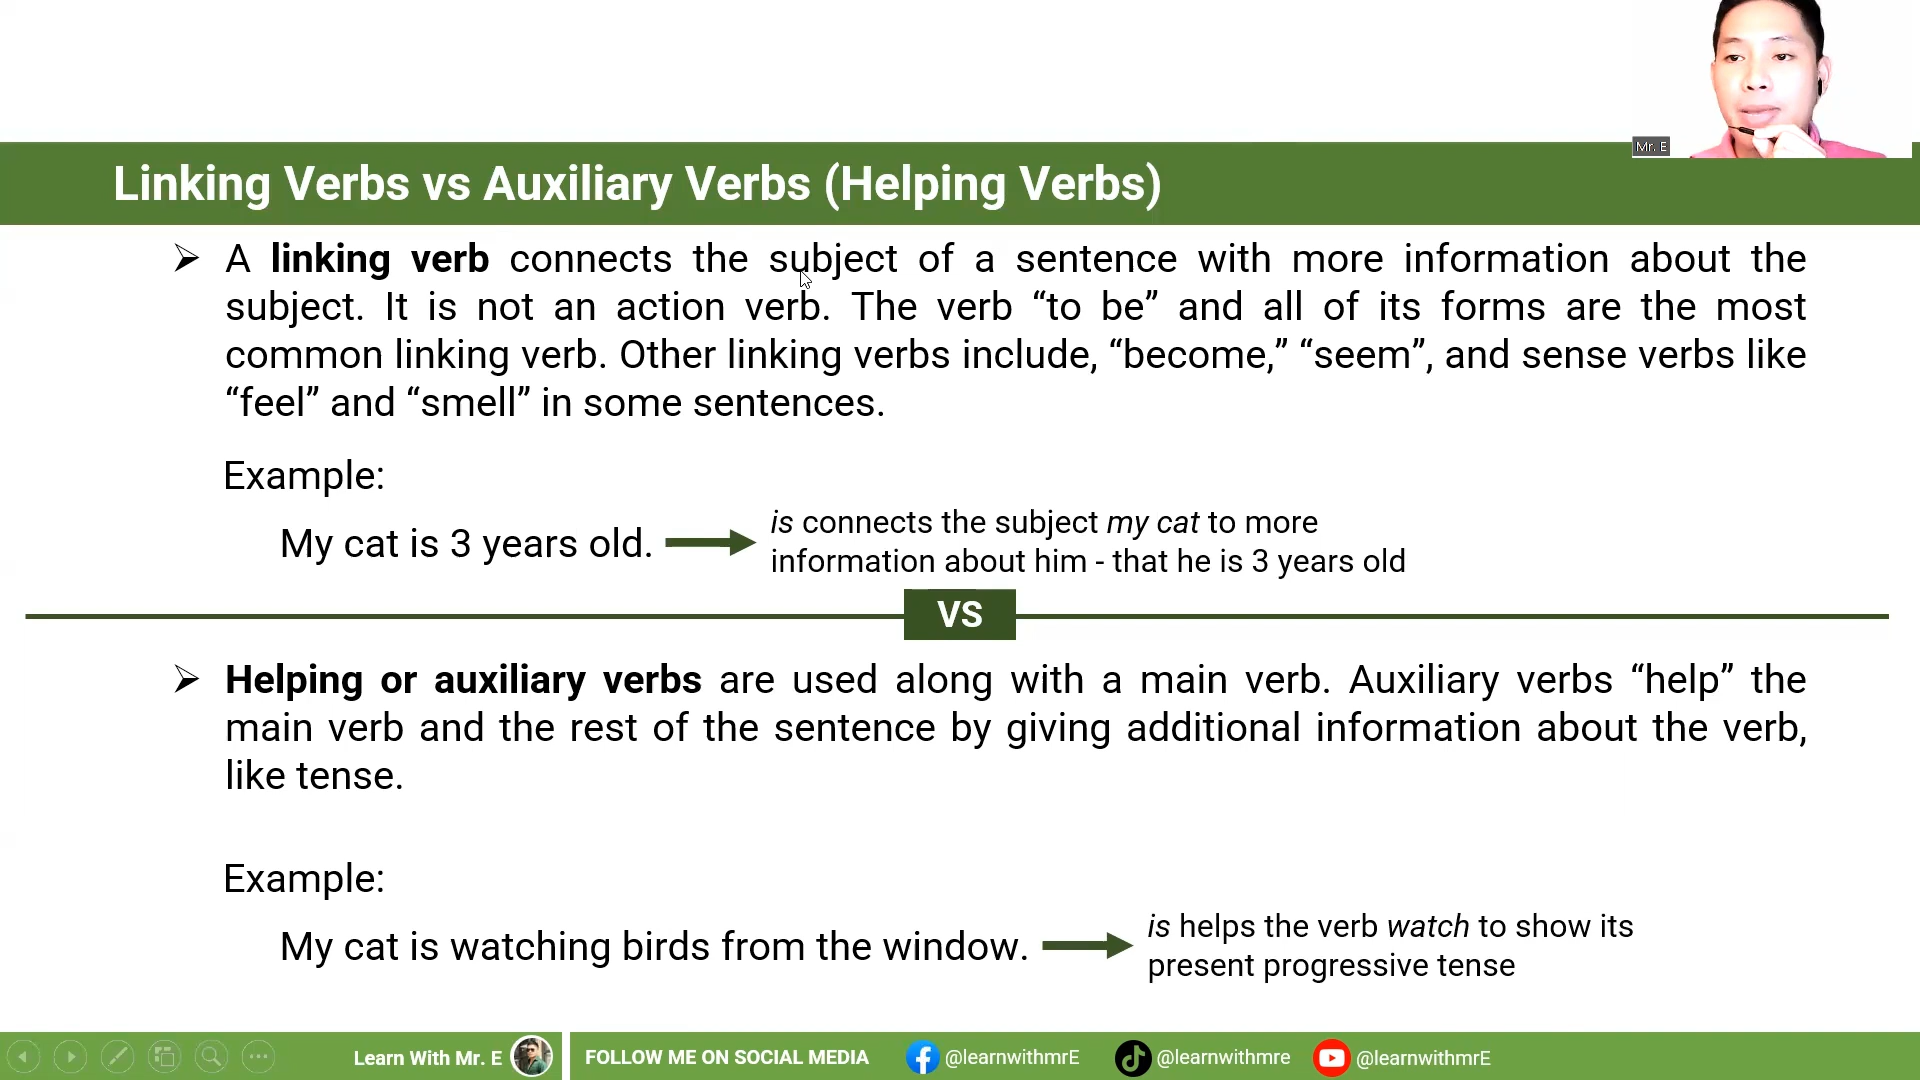 Mr. E
Linking Verbs vs Auxiliary Verbs (Helping Verbs)
➢ A linking verb connects the subject of a sentence with more information about the
subject. It is not an action verb. The verb “to be” and all of its forms are the most
common linking verb. Other linking verbs include, “become,” “seem”, and sense verbs like
“feel” and “smell” in some sentences.
Example:
My cat is 3 years old.
is connects the subject my cat to more
information about him - that he is 3 years old
VS
➢ Helping or auxiliary verbs are used along with a main verb. Auxiliary verbs “help” the
main verb and the rest of the sentence by giving additional information about the verb,
like tense.
Example:
My cat is watching birds from the window.
is helps the verb watch to show its
present progressive tense
Learn With Mr. E
FOLLOW ME ON SOCIAL MEDIA
@learnwithmrE
@learnwithmre
@learnwithmrE